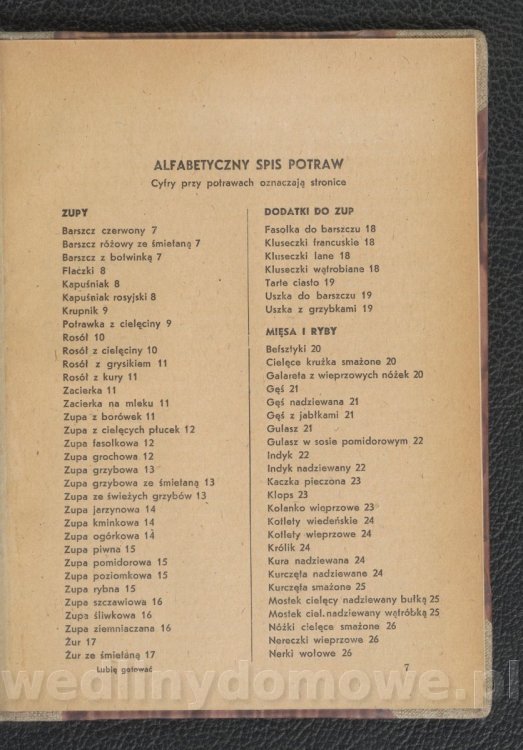 ALFABETYCZNY SPIS POTRAW
Cyfry przy potrawach oznaczają stronice
ZUPY
Barszcz czerwony 7
Barszcz różowy ze śmietaną 7
Barszcz z botwinką 7
Flaczki 8
Kapuśniak 8
Kapuśniak rosyjski 8
Krupnik 9
Potrawka z cielęciny 9
Rosół 10
Rosół z cielęciny 10
Rosół z grysikiem 11
Rosół z kury 11
Zacierka 11
Zacierka na mleku 11
Zupa z borówek 11
Zupa z cielęcych płucek 12
Zupa fasolkowa 12
Zupa grochowa 12
Zupa grzybowa 13
Zupa grzybowa ze śmietaną 13
Zupa ze świeżych grzybów 13
Zupa jarzynowa 14
Zupa kminkowa 14
Zupa ogórkowa 14
Zupa piwna 15
Zupa pomidorowa 15
Zupa poziomkowa 15
Zupa rybna 15
Zupa szczawiowa 16
Zupa śliwkowa 16
Zupa ziemniaczana 16
Żur 17
Żur ze śmietaną 17
Lubię gotować
DODATKI DO ZUP
Fasolka do barszczu 18
Kluseczki francuskie 18
Kluseczki lane 18
Kluseczki wątrobiane 18
Tarte ciasto 19
Uszka do barszczu 19
Uszka z grzybkami 19
MIĘSA I RYBY
Befsztyki 20
Cielęce krużka smażone 20
Galareta z wieprzowych nóżek 20
Gęś 21
Gęś nadziewana 21
Gęś z jabłkami 21
Gulasz 21
Gulasz w sosie pomidorowym 22
Indyk 22
Indyk nadziewany 22
Kaczka pieczona 23
Klops 23
Kolanko wieprzowe 23
Kotlety wiedeńskie 24
Kotlety wieprzowe 24
Królik 24
Kura nadziewana 24
Kurczęta nadziewane 24
Kurczęta smażone 25
Mostek cielęcy nadziewany bułką 25
Mostek ciel. nadziewany wątróbką 25
Nóżki cielęce smażone 26
Nereczki wieprzowe 26
Nerki wołowe 26
7
wedlinydomowe.pl